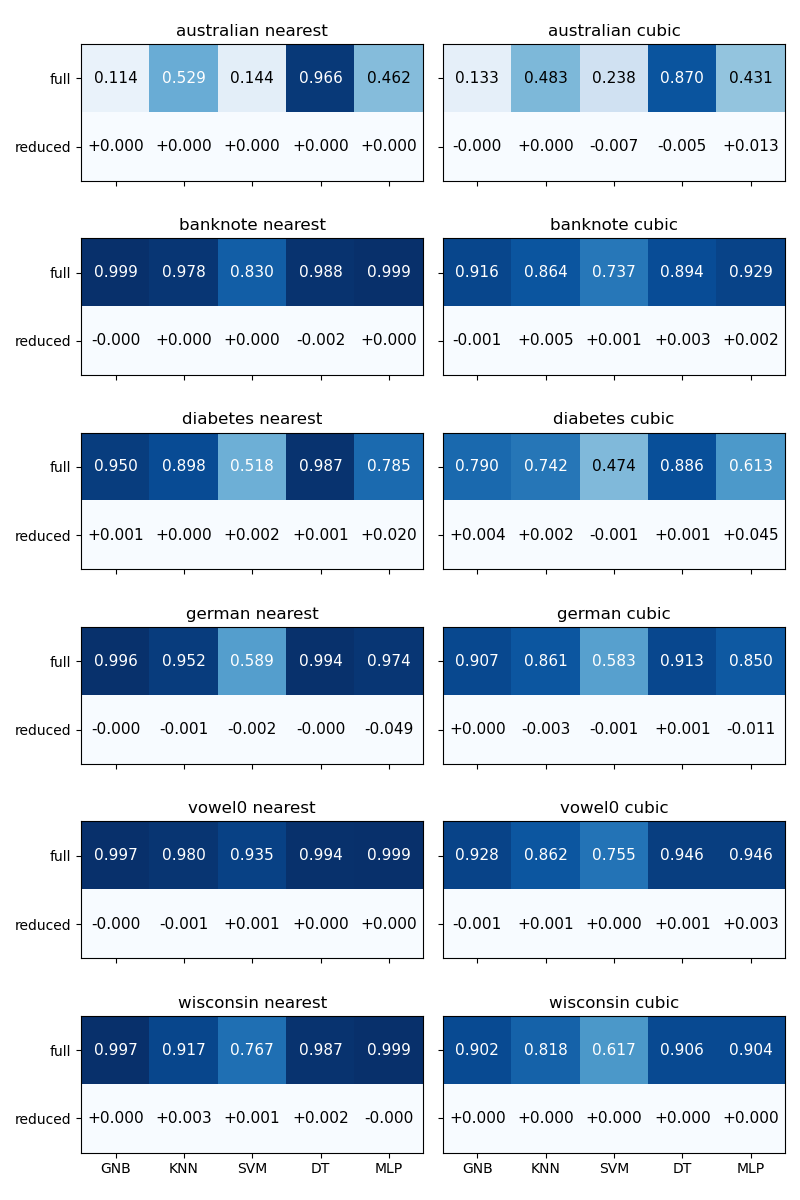 australian nearest australian cubic
full 0.114 0.529 0.144 0.966 0.462 0.133 0.483 0.238 0.870 0.431
reduced +0.000 +0.000 +0.000 +0.000 +0.000 -0.000 +0.000 -0.007 -0.005 +0.013
banknote nearest banknote cubic
full 0.999 0.978 0.830 0.988 0.999 0.916 0.864 0.737 0.894 0.929
reduced -0.000 +0.000 +0.000 -0.002 +0.000 -0.001 +0.005 +0.001 +0.003 +0.002
diabetes nearest diabetes cubic
full 0.950 0.898 0.518 0.987 0.785 0.790 0.742 0.474 0.886 0.613
reduced +0.001 +0.000 +0.002 +0.001 +0.020 +0.004 +0.002 -0.001 +0.001 +0.045
german nearest german cubic
full 0.996 0.952 0.589 0.994 0.974 0.907 0.861 0.583 0.913 0.850
reduced -0.000 -0.001 -0.002 -0.000 -0.049 +0.000 -0.003 -0.001 +0.001 -0.011
vowel0 nearest vowel0 cubic
full 0.997 0.980 0.935 0.994 0.999 0.928 0.862 0.755 0.946 0.946
reduced -0.000 -0.001 +0.001 +0.000 +0.000 -0.001 +0.001 +0.000 +0.001 +0.003
wisconsin nearest wisconsin cubic
full 0.997 0.917 0.767 0.987 0.999 0.902 0.818 0.617 0.906 0.904
reduced +0.000 +0.003 +0.001 +0.002 -0.000 +0.000 +0.000 +0.000 +0.000 +0.000
GNB KNN SVM DT MLP GNB KNN SVM DT MLP